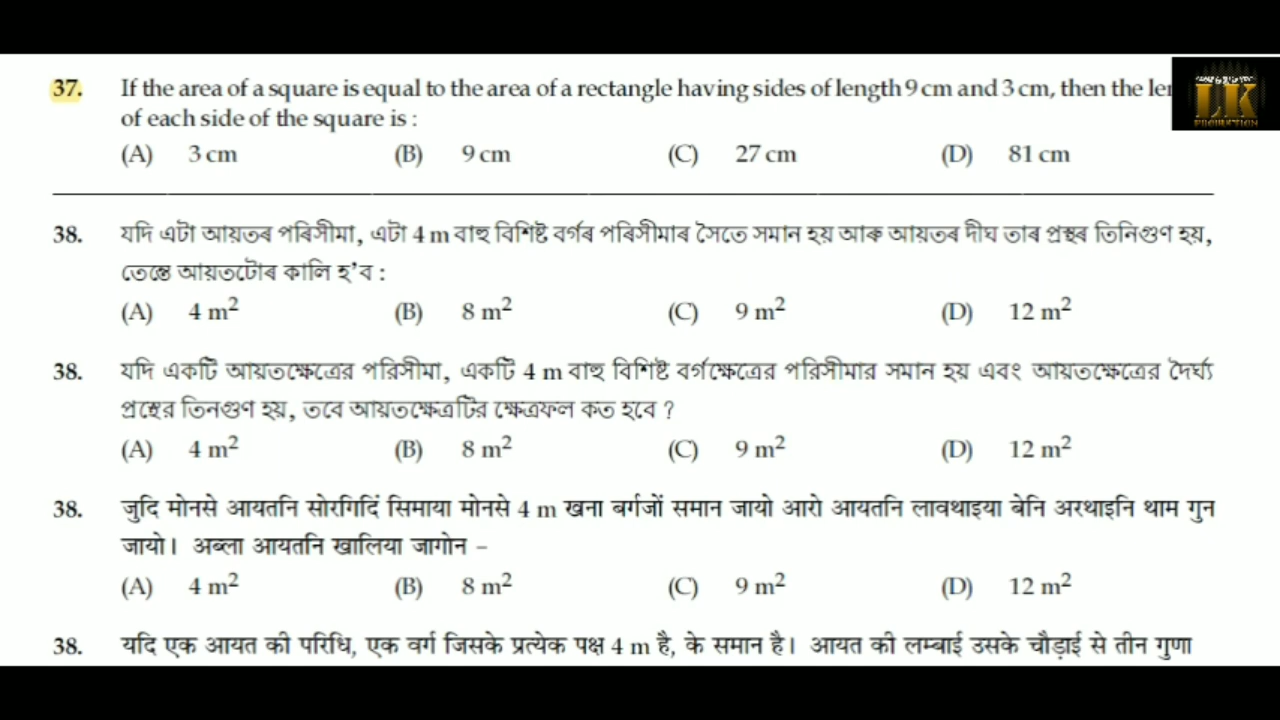 37. If the area of a square is equal to the area of a rectangle having sides of length 9 cm and 3 cm, then the
of each side of the square is :
(A) 3 cm (B) 9 cm (C) 27 cm (D) 81 cm
38. যদি এটা আয়তৰ পৰিসীমা, এটা 4 m বাহু বিশিষ্ট বৰ্গৰ পৰিসীমাৰ সৈতে সমান হয় আৰু আয়তৰ দীঘ তাৰ প্ৰস্থৰ তিনিগুণ হয়,
তেন্তে আয়তটোৰ কালি হ'ব :
(A) 4 m² (B) 8 m² (C) 9 m² (D) 12 m²
38. যদি একটি আয়তক্ষেত্রের পরিসীমা, একটি 4 m বাহু বিশিষ্ট বর্গক্ষেত্রের পরিসীমার সমান হয় এবং আয়তক্ষেত্রের দৈর্ঘ্য
প্রস্থের তিনগুণ হয়, তবে আয়তক্ষেত্রটির ক্ষেত্রফল কত হবে ?
(A) 4 m² (B) 8 m² (C) 9 m² (D) 12 m²
38. जुदि मोनसे आयतनि सोरगिदिं सिमाया मोनसे 4 m खना बर्गजों समान जायो आरो आयतनि लावथाइया बेनि अरथाइनि थाम गुन
जायो। अब्ला आयतनि खालिया जागोन –
(A) 4 m² (B) 8 m² (C) 9 m² (D) 12 m²
38. यदि एक आयत की परिधि, एक वर्ग जिसके प्रत्येक पक्ष 4 m है, के समान है। आयत की लम्बाई उसके चौड़ाई से तीन गुणा
LK
PRODUCTION